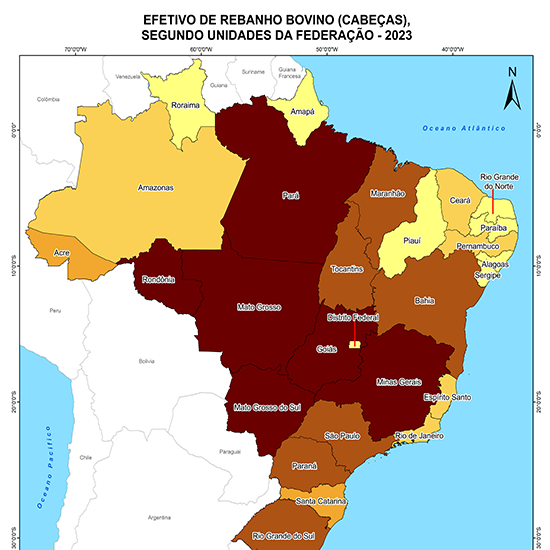 EFETIVO DE REBANHO BOVINO (CABEÇAS),
SEGUNDO UNIDADES DA FEDERAÇÃO - 2023
70°0'0"O
60°0'0"O
50°0'0"O
40°0'0"O
Venezuela
Suriname
Guiana
Francesa
Guiana
N
Colômbia
Roraima
Amapá
0°0'0"
Oceano Atlântico
Rio Grande
do Norte
Amazonas
Pará
Maranhão
Ceará
Paraíba
Piauí
Pernambuco
Acre
Alagoas
Sergipe
10°0'0"S
Rondônia
Tocantins
Bahia
Mato Grosso
Peru
Distrito Federal
Goiás
Bolivia
Minas Gerais
Espírito Santo
20°0'0"S
Mato Grosso do Sul
São Paulo
Rio de Janeiro
Oceano Pacífico
Chile
Paraguai
Paraná
Santa Catarina
Argentina
Rio Grande do Sul
30°0'0"S